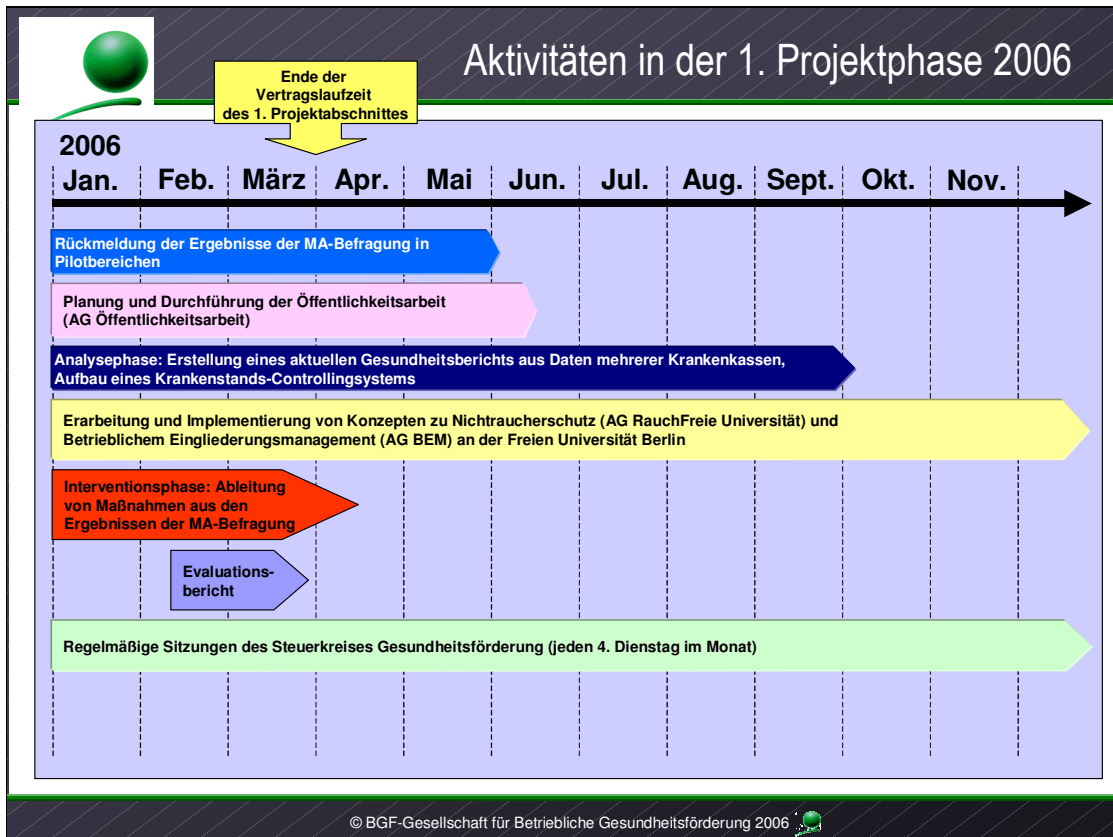 Aktivitäten in der 1. Projektphase 2006
Ende der
Vertragslaufzeit
des 1. Projektabschnittes
2006
Jan. Feb. März Apr. Mai Jun. Jul. Aug. Sept. Okt. Nov.
Rückmeldung der Ergebnisse der MA-Befragung in
Pilotbereichen
Planung und Durchführung der Öffentlichkeitsarbeit
(AG Öffentlichkeitsarbeit)
Analysephase: Erstellung eines aktuellen Gesundheitsberichts aus Daten mehrerer Krankenkassen,
Aufbau eines Krankenstands-Controllingsystems
Erarbeitung und Implementierung von Konzepten zu Nichtraucherschutz (AG RauchFreie Universität) und
Betrieblichem Eingliederungsmanagement (AG BEM) an der Freien Universität Berlin
Interventionsphase: Ableitung
von Maßnahmen aus den
Ergebnissen der MA-Befragung
Evaluations-
bericht
Regelmäßige Sitzungen des Steuerkreises Gesundheitsförderung (jeden 4. Dienstag im Monat)
© BGF-Gesellschaft für Betriebliche Gesundheitsförderung 2006